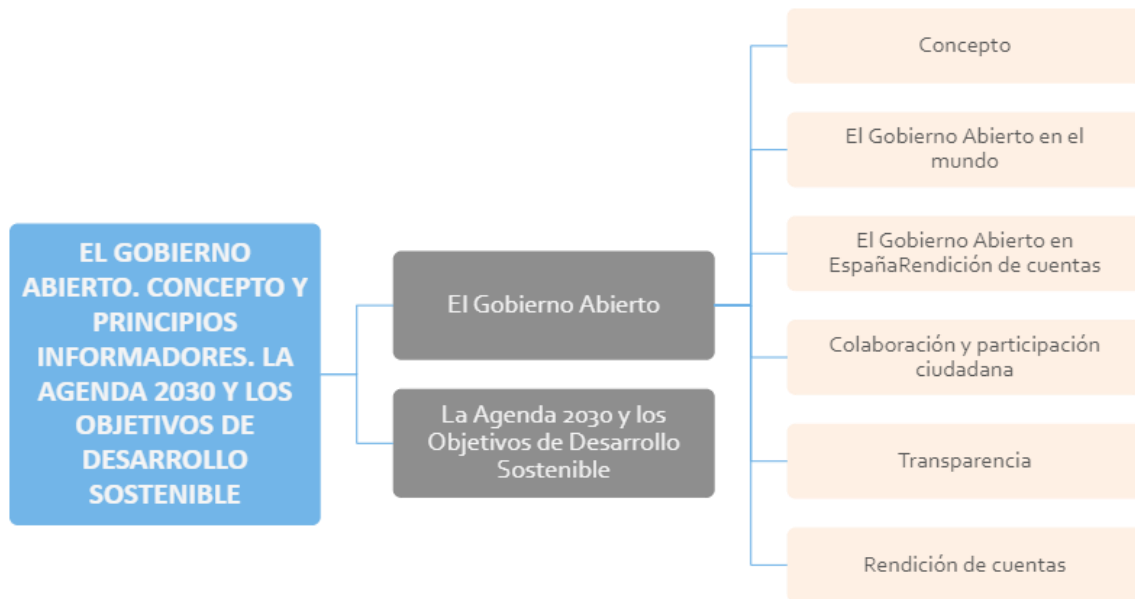 EL GOBIERNO
ABIERTO. CONCEPTO Y
PRINCIPIOS
INFORMADORES. LA
AGENDA 2030 Y LOS
OBJETIVOS DE
DESARROLLO
SOSTENIBLE
El Gobierno Abierto
La Agenda 2030 y los
Objetivos de Desarrollo
Sostenible
Concepto
El Gobierno Abierto en el
mundo
El Gobierno Abierto en
EspañaRendición de cuentas
Colaboración y participación
ciudadana
Transparencia
Rendición de cuentas